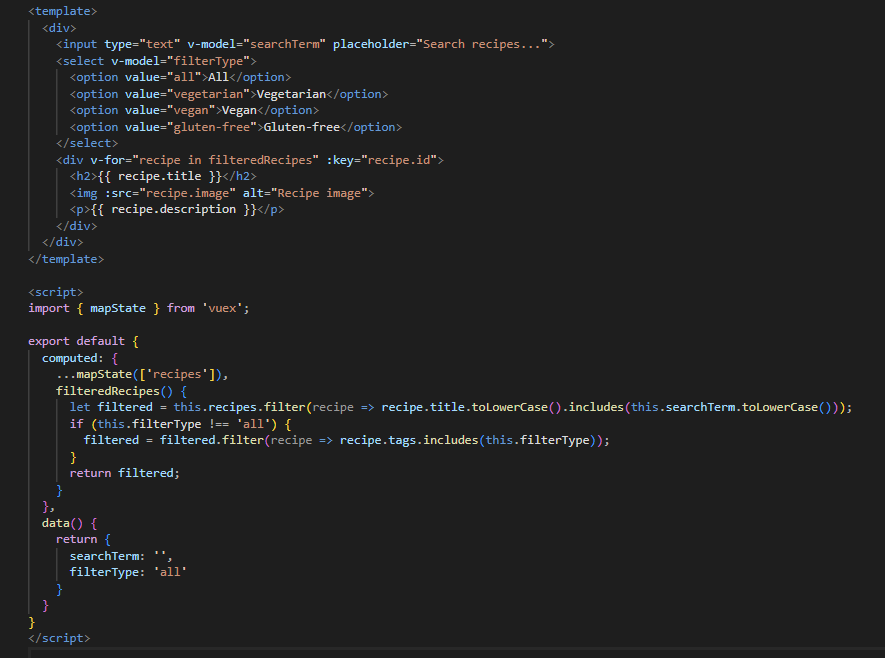 <template>
  <div>
    <input type="text" v-model="searchTerm" placeholder="Search recipes...">
    <select v-model="filterType">
      <option value="all">All</option>
      <option value="vegetarian">Vegetarian</option>
      <option value="vegan">Vegan</option>
      <option value="gluten-free">Gluten-free</option>
    </select>
    <div v-for="recipe in filteredRecipes" :key="recipe.id">
      <h2>{{ recipe.title }}</h2>
      <img :src="recipe.image" alt="Recipe image">
      <p>{{ recipe.description }}</p>
    </div>
  </div>
</template>

<script>
import { mapState } from 'vuex';

export default {
  computed: {
    ...mapState(['recipes']),
    filteredRecipes() {
      let filtered = this.recipes.filter(recipe => recipe.title.toLowerCase().includes(this.searchTerm.toLowerCase()));
      if (this.filterType !== 'all') {
        filtered = filtered.filter(recipe => recipe.tags.includes(this.filterType));
      }
      return filtered;
    }
  },
  data() {
    return {
      searchTerm: '',
      filterType: 'all'
    }
  }
}
</script>